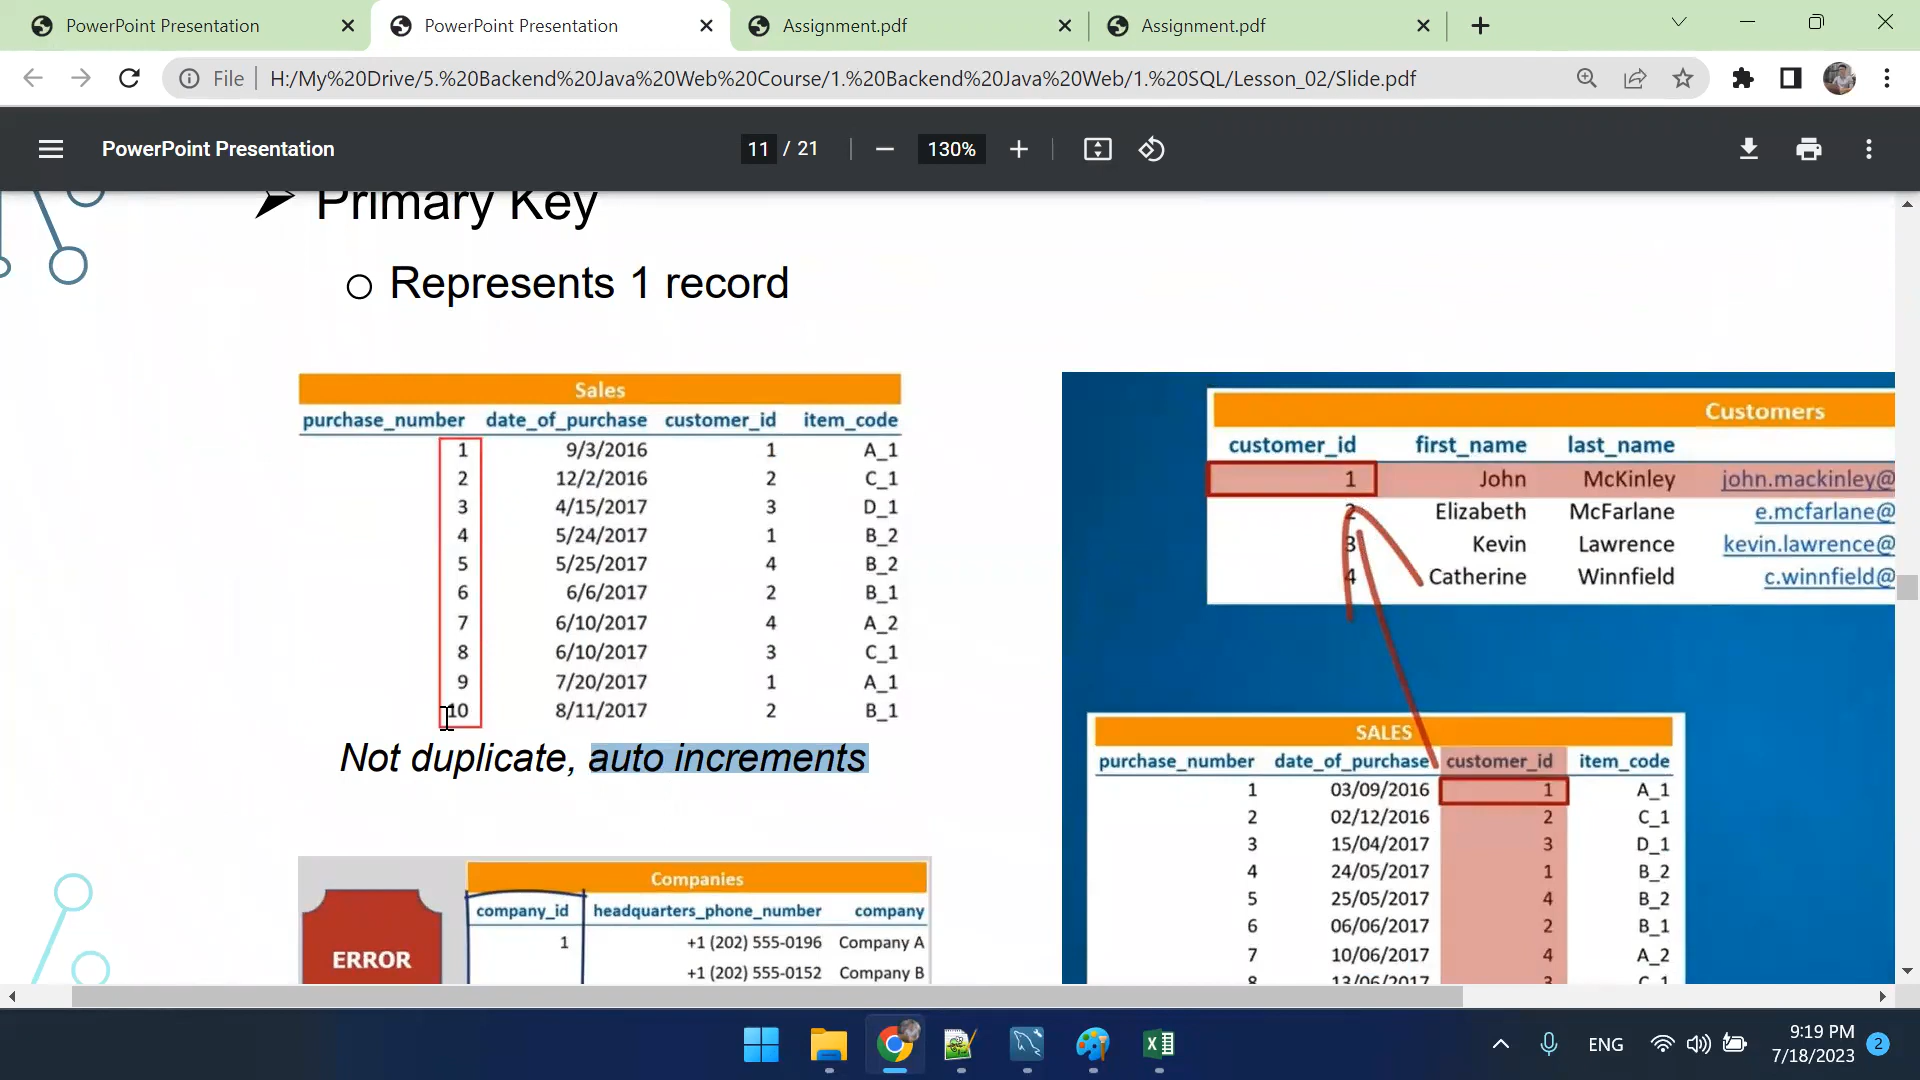 PowerPoint Presentation
PowerPoint Presentation
Assignment.pdf
Assignment.pdf
File
H:/My%20Drive/5.%20Backend%20Java%20Web%20Course/1.%20Backend%20Java%20Web/1.%20SQL/Lesson_02/Slide.pdf
PowerPoint Presentation
11 / 21
130%
Primary Key
Represents 1 record
Sales
purchase_number date_of_purchase customer_id item_code
1 9/3/2016 1 A_1
2 12/2/2016 2 C_1
3 4/15/2017 3 D_1
4 5/24/2017 1 B_2
5 5/25/2017 4 B_2
6 6/6/2017 2 B_1
7 6/10/2017 4 A_2
8 6/10/2017 3 C_1
9 7/20/2017 1 A_1
10 8/11/2017 2 B_1
Not duplicate, auto increments
Customers
customer_id first_name last_name
1 John McKinley john.mackinley@
2 Elizabeth McFarlane e.mcfarlane@
3 Kevin Lawrence kevin.lawrence@
4 Catherine Winnfield c.winnfield@
SALES
purchase_number date_of_purchase customer_id item_code
1 03/09/2016 1 A_1
2 02/12/2016 2 C_1
3 15/04/2017 3 D_1
4 24/05/2017 1 B_2
5 25/05/2017 4 B_2
6 06/06/2017 2 B_1
7 10/06/2017 4 A_2
8 13/06/2017 3 C_1
ERROR
Companies
company_id headquarters_phone_number company
1 +1 (202) 555-0196 Company A
+1 (202) 555-0152 Company B
ENG
9:19 PM
7/18/2023
2